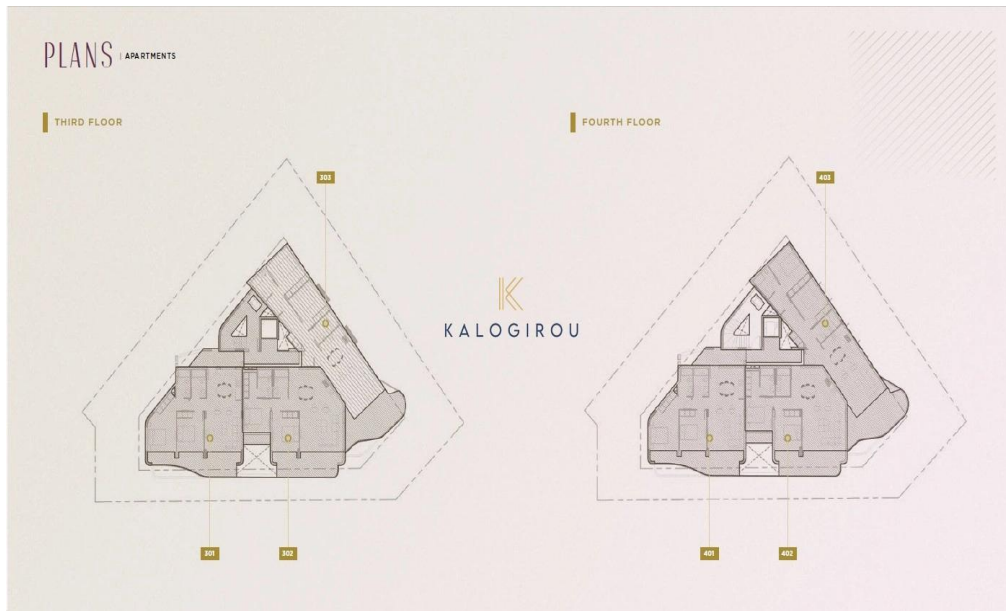 PLANS | APARTMENTS
THIRD FLOOR
FOURTH FLOOR
303
403
KALOGIROU
301
302
401
402